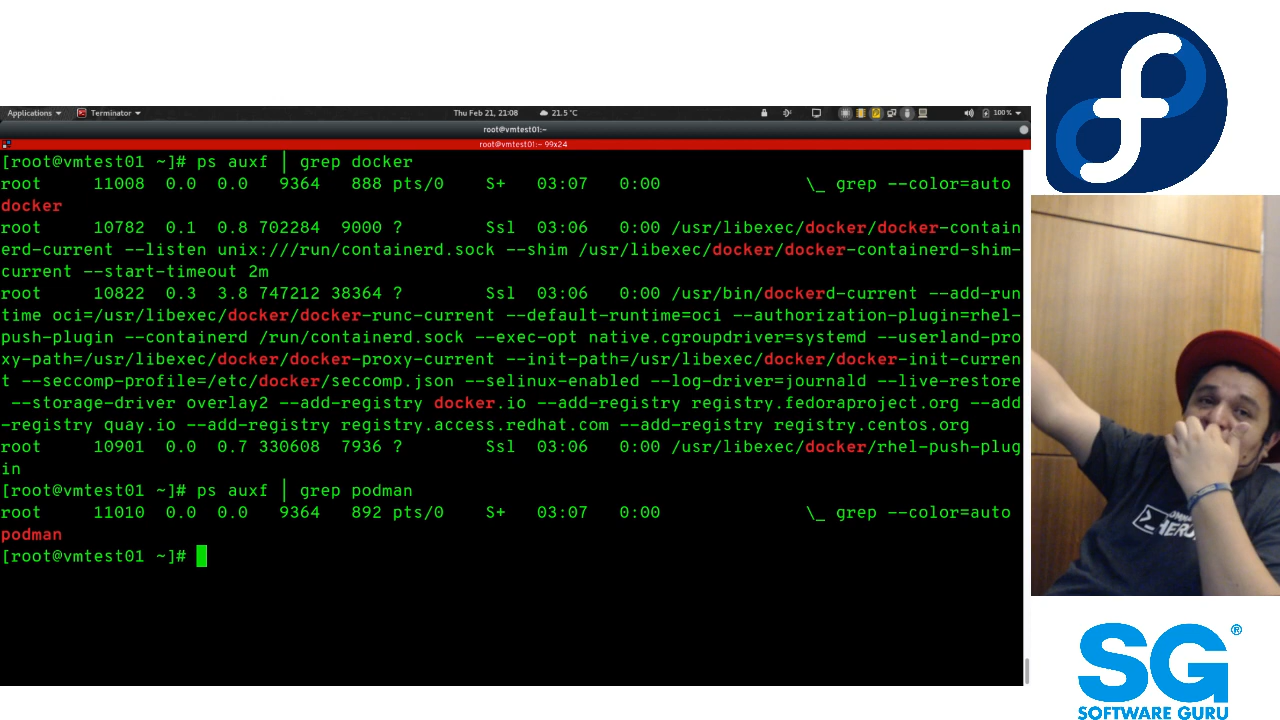 Applications Terminator Thu Feb 21, 21:08 21.5 °C 100 %
root@vmtest01:~
root@vmtest01:~ 99x24
[root@vmtest01 ~]# ps auxf | grep docker
root 11008 0.0 0.0 9364 888 pts/0 S+ 03:07 0:00 \_ grep --color=auto
docker
root 10782 0.1 0.8 702284 9000 ? Ssl 03:06 0:00 /usr/libexec/docker/docker-contain
erd-current --listen unix:///run/containerd.sock --shim /usr/libexec/docker/docker-containerd-shim-
current --start-timeout 2m
root 10822 0.3 3.8 747212 38364 ? Ssl 03:06 0:00 /usr/bin/dockerd-current --add-run
time oci=/usr/libexec/docker/docker-runc-current --default-runtime=oci --authorization-plugin=rhel-
push-plugin --containerd /run/containerd.sock --exec-opt native.cgroupdriver=systemd --userland-pro
xy-path=/usr/libexec/docker/docker-proxy-current --init-path=/usr/libexec/docker/docker-init-curren
t --seccomp-profile=/etc/docker/seccomp.json --selinux-enabled --log-driver=journald --live-restore
--storage-driver overlay2 --add-registry docker.io --add-registry registry.fedoraproject.org --add
-registry quay.io --add-registry registry.access.redhat.com --add-registry registry.centos.org
root 10901 0.0 0.7 330608 7936 ? Ssl 03:06 0:00 /usr/libexec/docker/rhel-push-plug
in
[root@vmtest01 ~]# ps auxf | grep podman
root 11010 0.0 0.0 9364 892 pts/0 S+ 03:07 0:00 \_ grep --color=auto
podman
[root@vmtest01 ~]#
SG®
SOFTWARE GURU